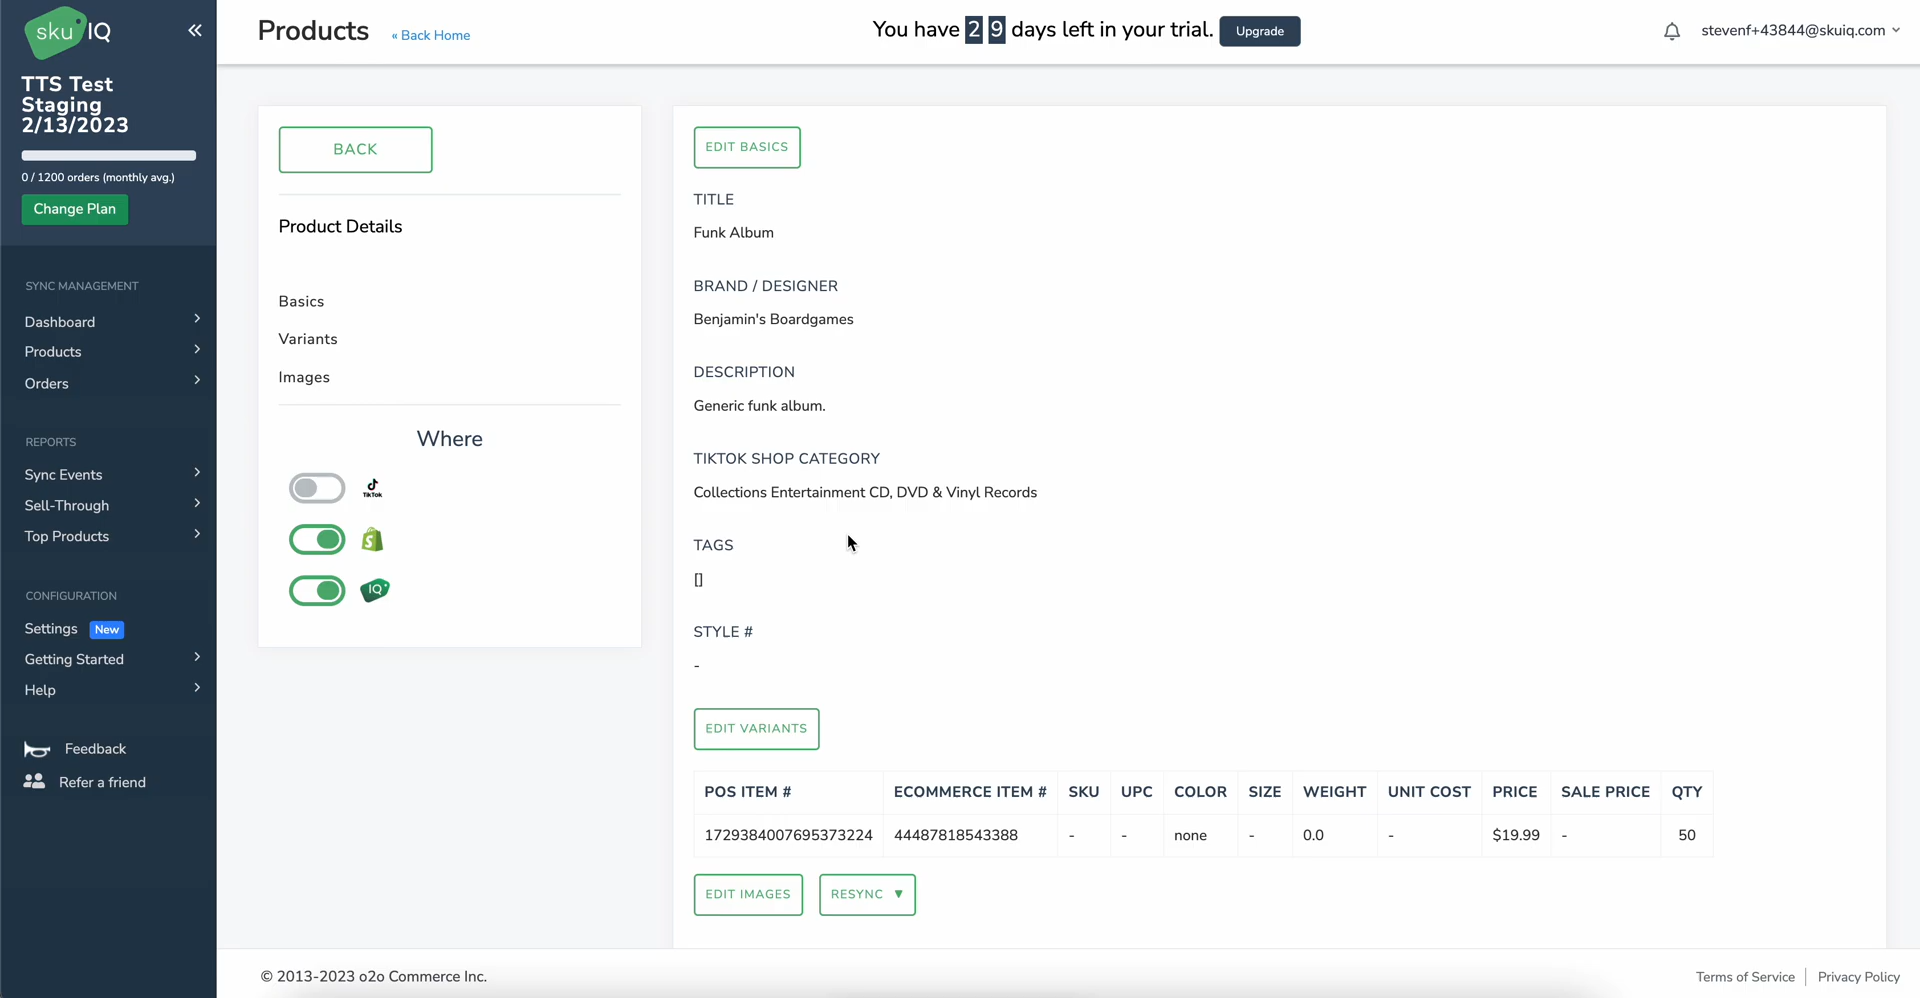 sku IQ
TTS Test
Staging
2/13/2023
0 / 1200 orders (monthly avg.)
Change Plan
SYNC MANAGEMENT
Dashboard
Products
Orders
REPORTS
Sync Events
Sell-Through
Top Products
CONFIGURATION
Settings New
Getting Started
Help
Feedback
Refer a friend
Products « Back Home
You have 2 9 days left in your trial. Upgrade
stevenf+43844@skuiq.com
BACK
Product Details
Basics
Variants
Images
Where
TikTok
S
IQ
EDIT BASICS
TITLE
Funk Album
BRAND / DESIGNER
Benjamin's Boardgames
DESCRIPTION
Generic funk album.
TIKTOK SHOP CATEGORY
Collections Entertainment CD, DVD & Vinyl Records
TAGS
[]
STYLE #
-
EDIT VARIANTS
POS ITEM # ECOMMERCE ITEM # SKU UPC COLOR SIZE WEIGHT UNIT COST PRICE SALE PRICE QTY
1729384007695373224 44487818543388 - - none - 0.0 - $19.99 - 50
EDIT IMAGES RESYNC ▼
© 2013-2023 o2o Commerce Inc.
Terms of Service Privacy Policy